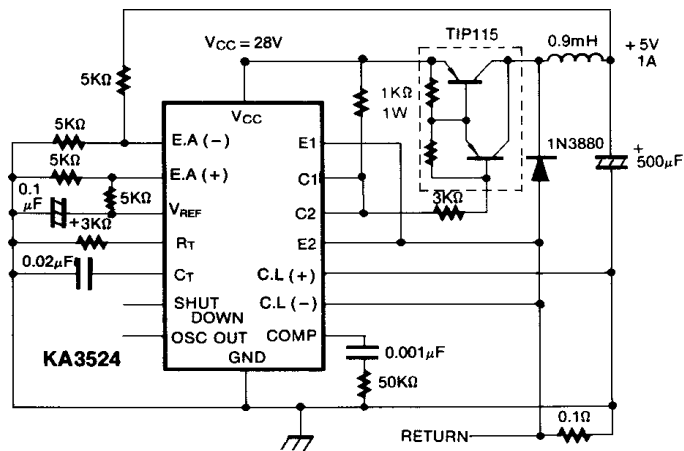 TIP115
VCC = 28V
0.9mH
+ 5V
1A
5KΩ
1KΩ
1W
VCC
5KΩ
E.A (−)
E1
1N3880
+
500µF
5KΩ
E.A (+)
C1
0.1
µF
5KΩ
VREF
C2
3KΩ
+3KΩ
RT
E2
0.02µF
CT
C.L (+)
SHUT
DOWN
C.L (−)
OSC OUT
COMP
KA3524
GND
0.001µF
50KΩ
0.1Ω
RETURN